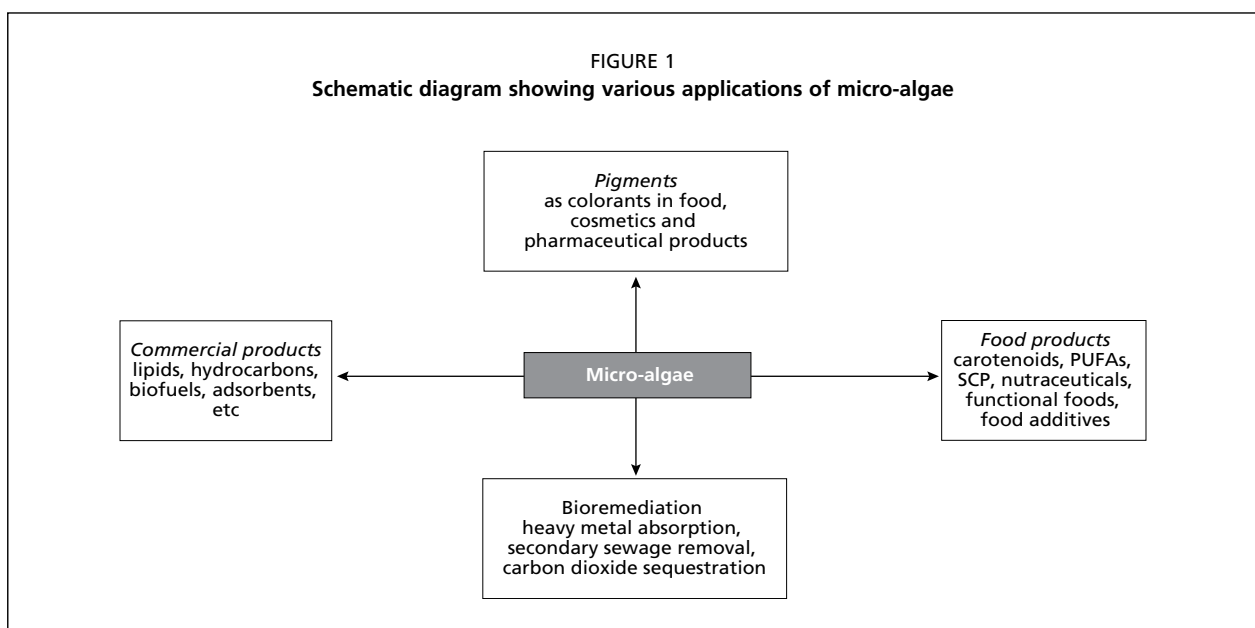 FIGURE 1
Schematic diagram showing various applications of micro-algae
Pigments
as colorants in food,
cosmetics and
pharmaceutical products
Commercial products
lipids, hydrocarbons,
biofuels, adsorbents,
etc
Micro-algae
Food products
carotenoids, PUFAs,
SCP, nutraceuticals,
functional foods,
food additives
Bioremediation
heavy metal absorption,
secondary sewage removal,
carbon dioxide sequestration